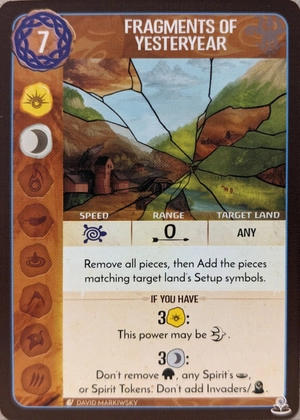 7
FRAGMENTS OF
YESTERYEAR
SPEED RANGE TARGET LAND
0 ANY
Remove all pieces, then Add the pieces
matching target land's Setup symbols.
IF YOU HAVE
3 :
This power may be .
3 :
Don't remove , any Spirit's ,
or Spirit Tokens. Don't add Invaders/ .
DAVID MARKIWSKY